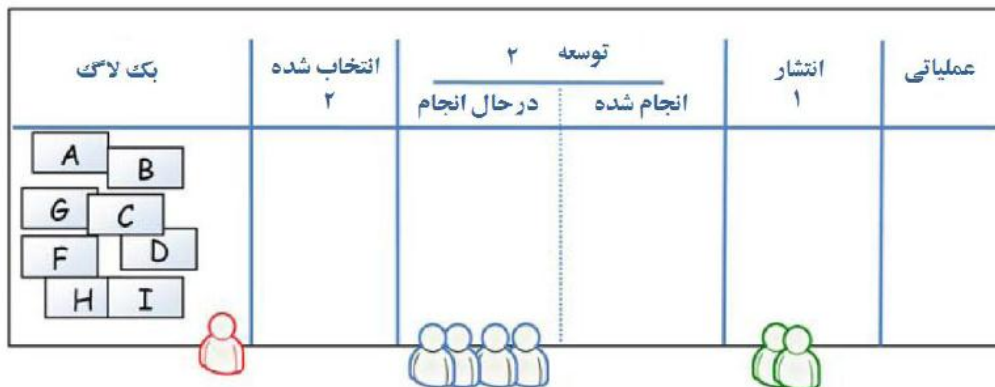 بک لاگ
انتخاب شده
۲
توسعه ۲
در حال انجام
انجام شده
انتشار
۱
عملیاتی
A
B
G
C
F
D
H
I